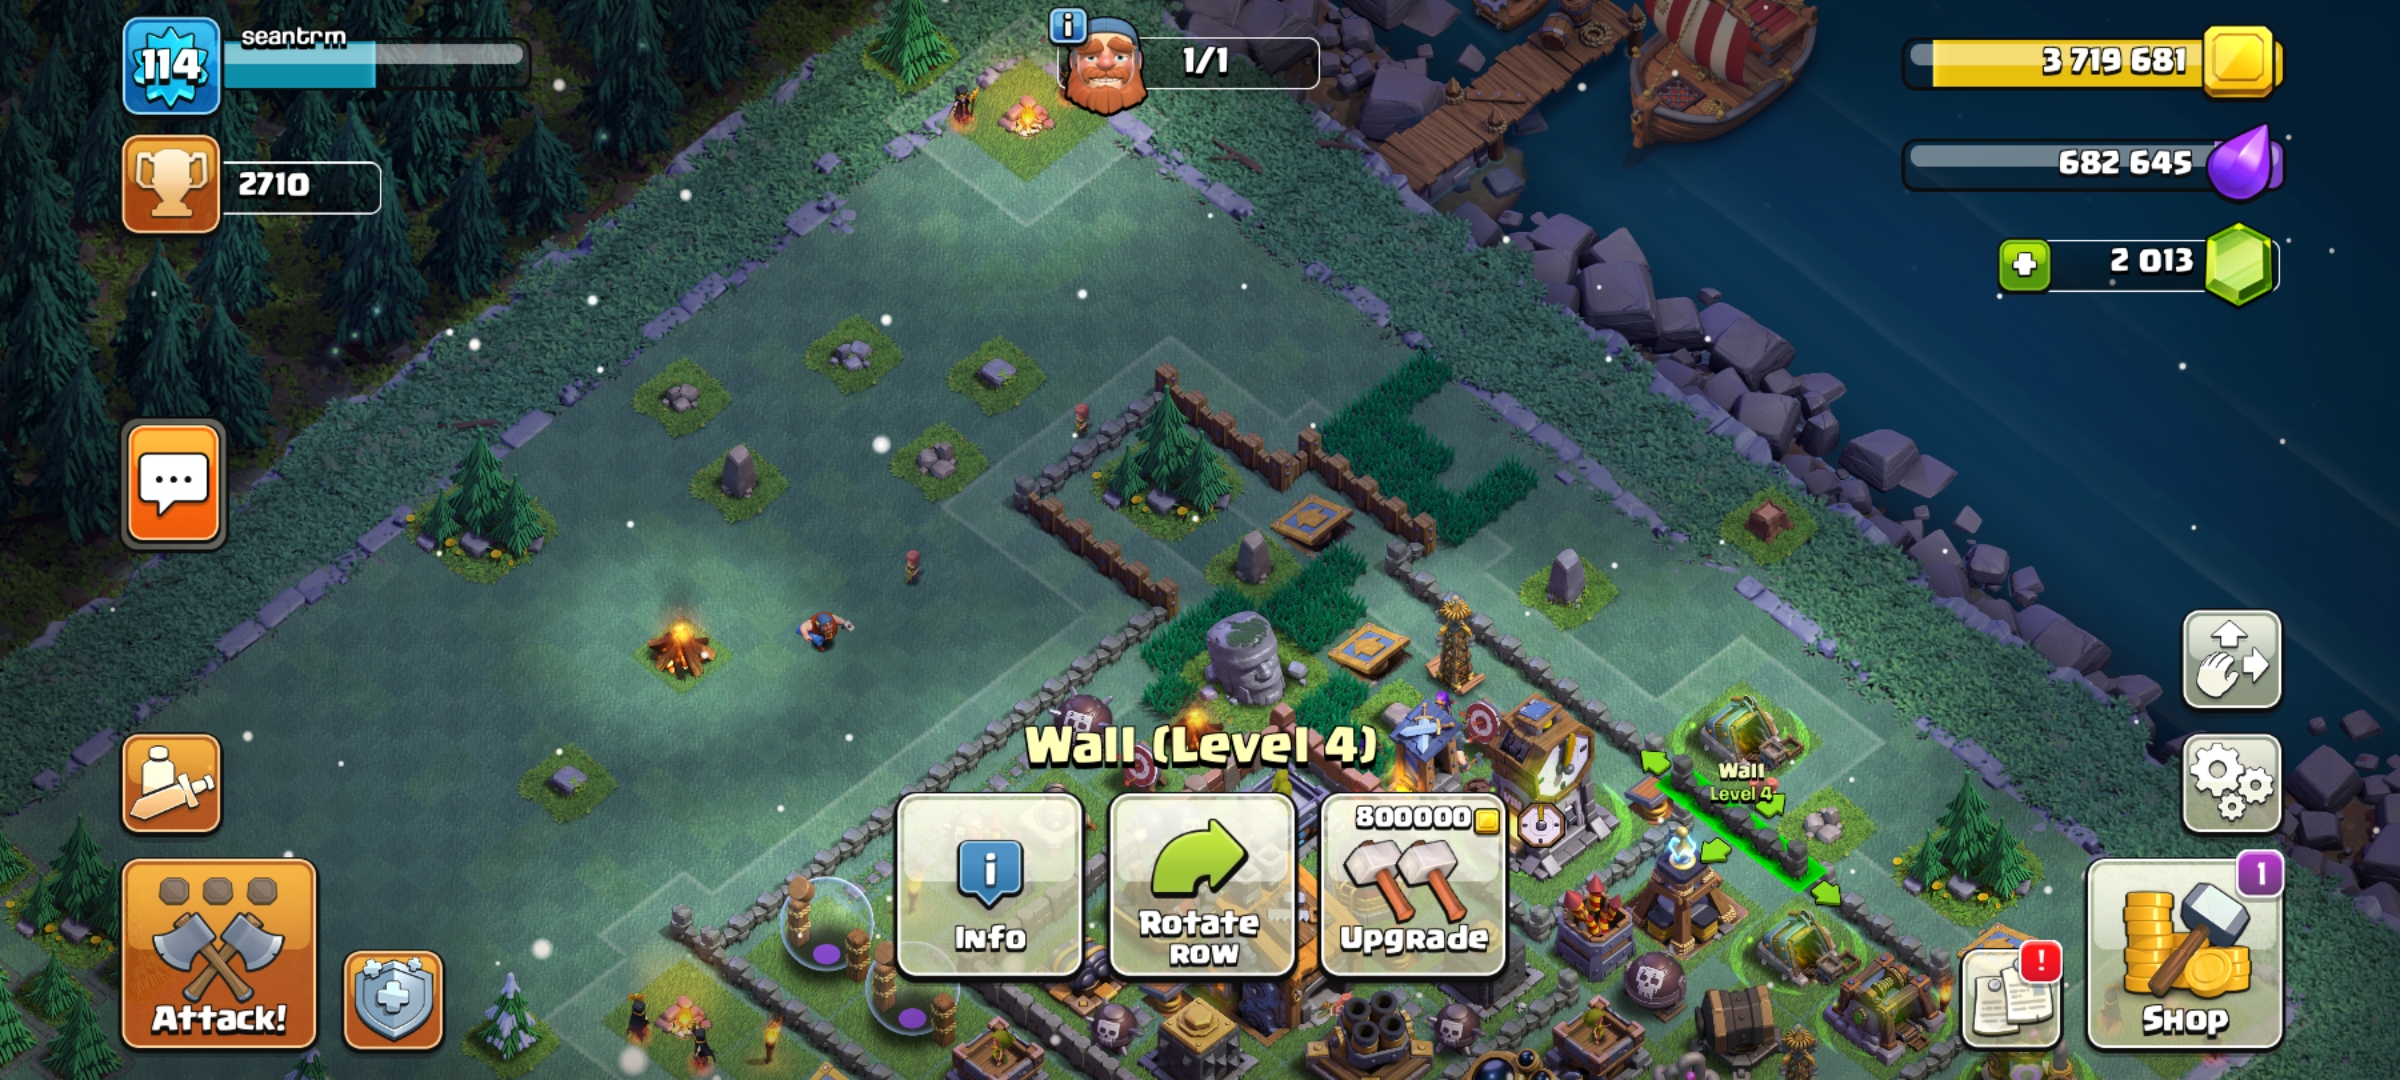 114
seantrm
1/1
3 719 681
2710
682 645
2 013
Wall (Level 4)
Wall
Level 4
800000
Info
Rotate
ROW
Upgrade
1
Attack!
!
Shop